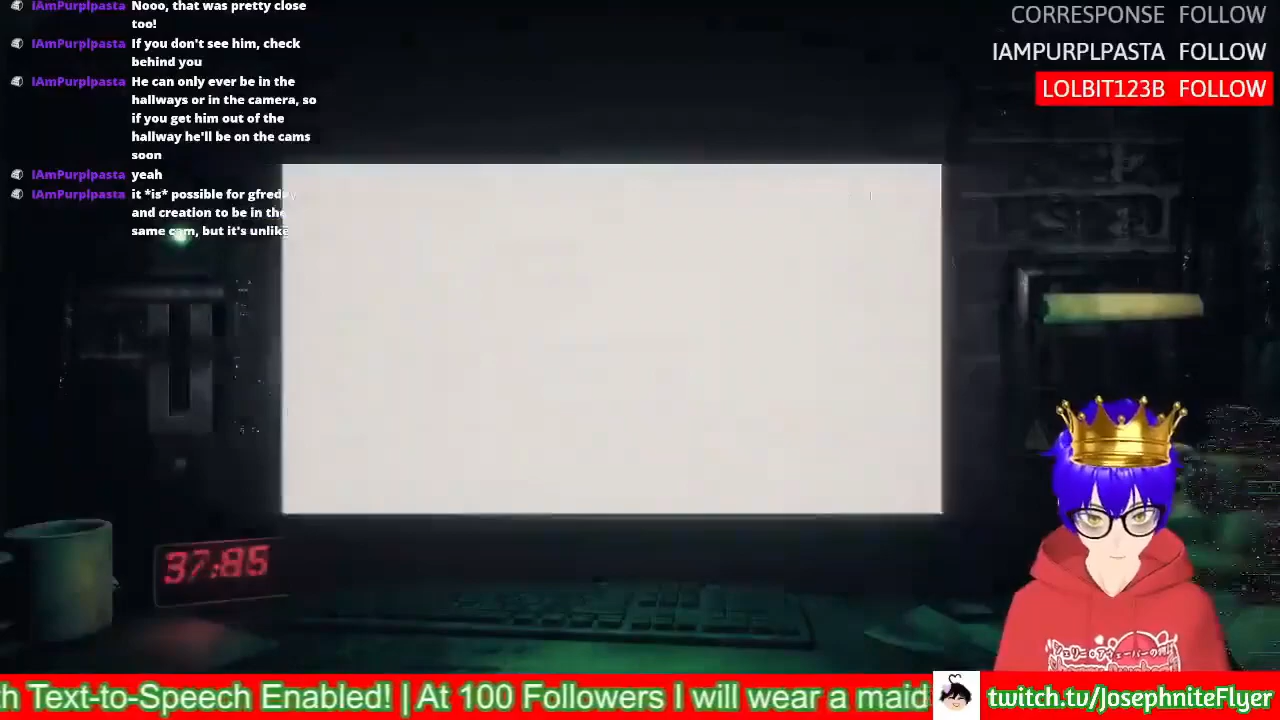 IAmPurplpasta Nooo, that was pretty close
too!
IAmPurplpasta If you don't see him, check
behind you
IAmPurplpasta He can only ever be in the
hallways or in the camera, so
if you get him out of the
hallway he'll be on the cams
soon
IAmPurplpasta yeah
IAmPurplpasta it *is* possible for gfreddy
and creation to be in the
same cam, but it's unlike
CORRESPONSE FOLLOW
IAMPURPLPASTA FOLLOW
LOLBIT123B FOLLOW
37:85
h Text-to-Speech Enabled! | At 100 Followers I will wear a maid
twitch.tv/JosephniteFlyer